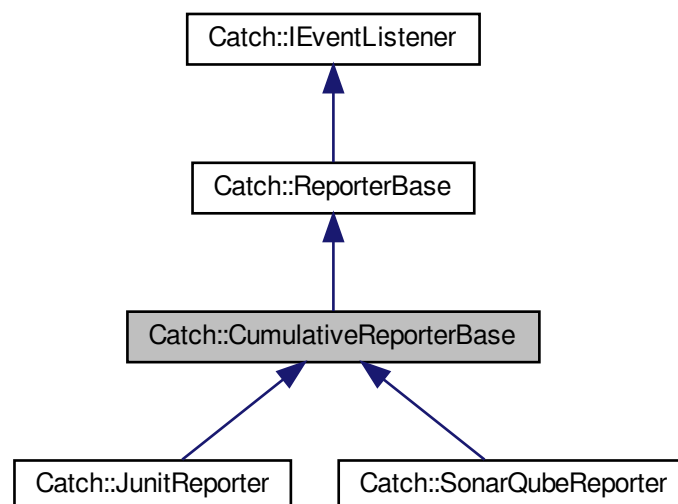 Catch::IEventListener
Catch::ReporterBase
Catch::CumulativeReporterBase
Catch::JunitReporter
Catch::SonarQubeReporter